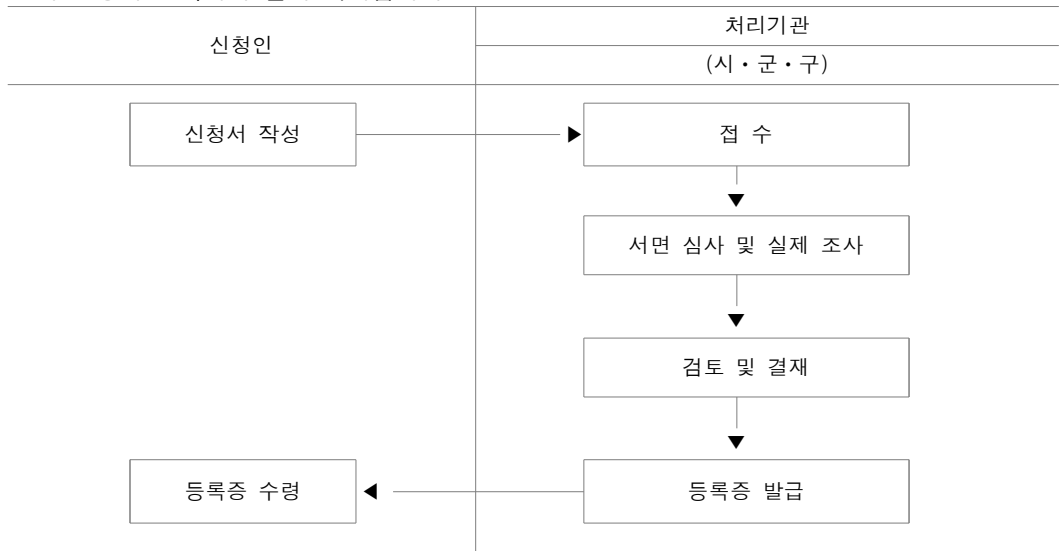 신청인
처리기관
(시・군・구)
신청서 작성
접 수
서면 심사 및 실제 조사
검토 및 결재
등록증 수령
등록증 발급